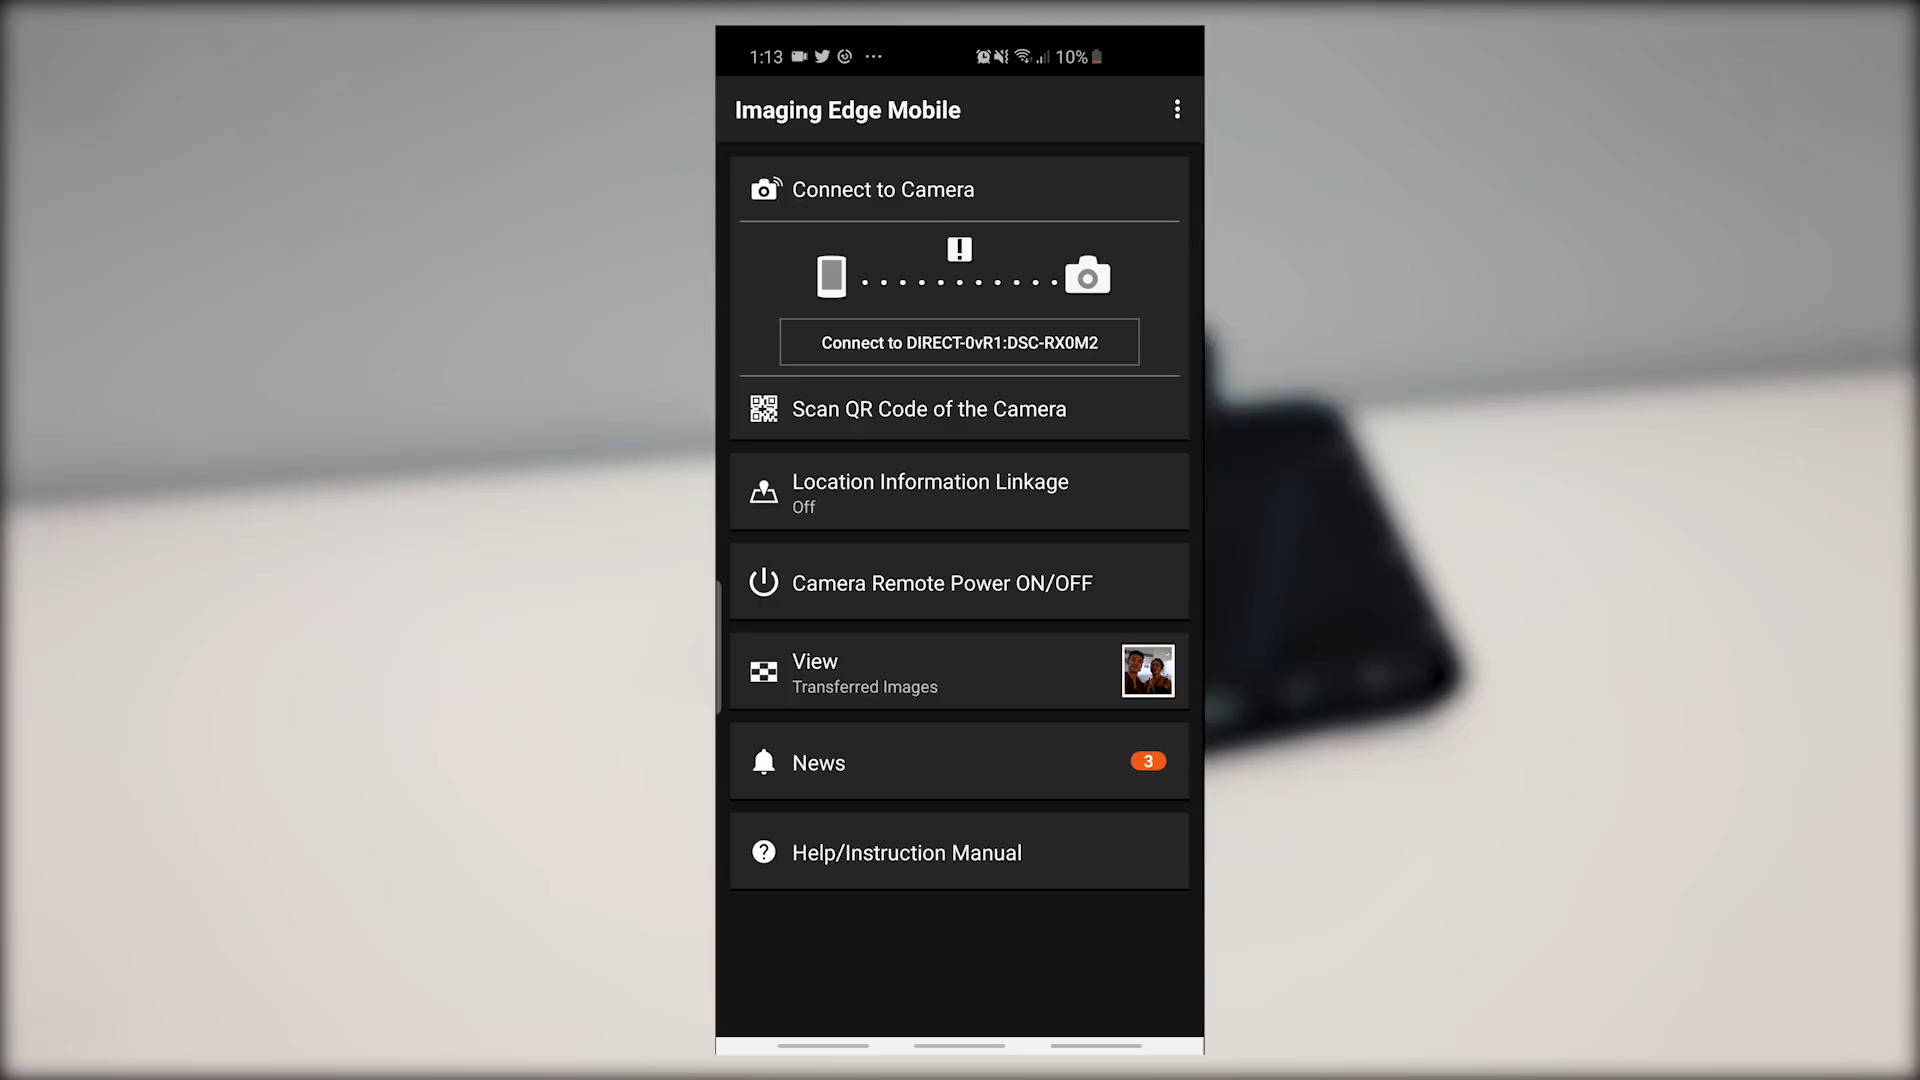 1:13
10%
Imaging Edge Mobile
Connect to Camera
Connect to DIRECT-0vR1:DSC-RX0M2
Scan QR Code of the Camera
Location Information Linkage
Off
Camera Remote Power ON/OFF
View
Transferred Images
News
3
Help/Instruction Manual